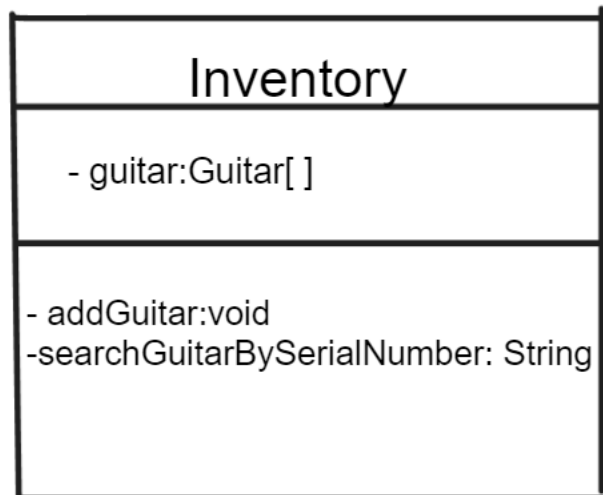 Inventory
- guitar:Guitar[ ]
- addGuitar:void
-searchGuitarBySerialNumber: String